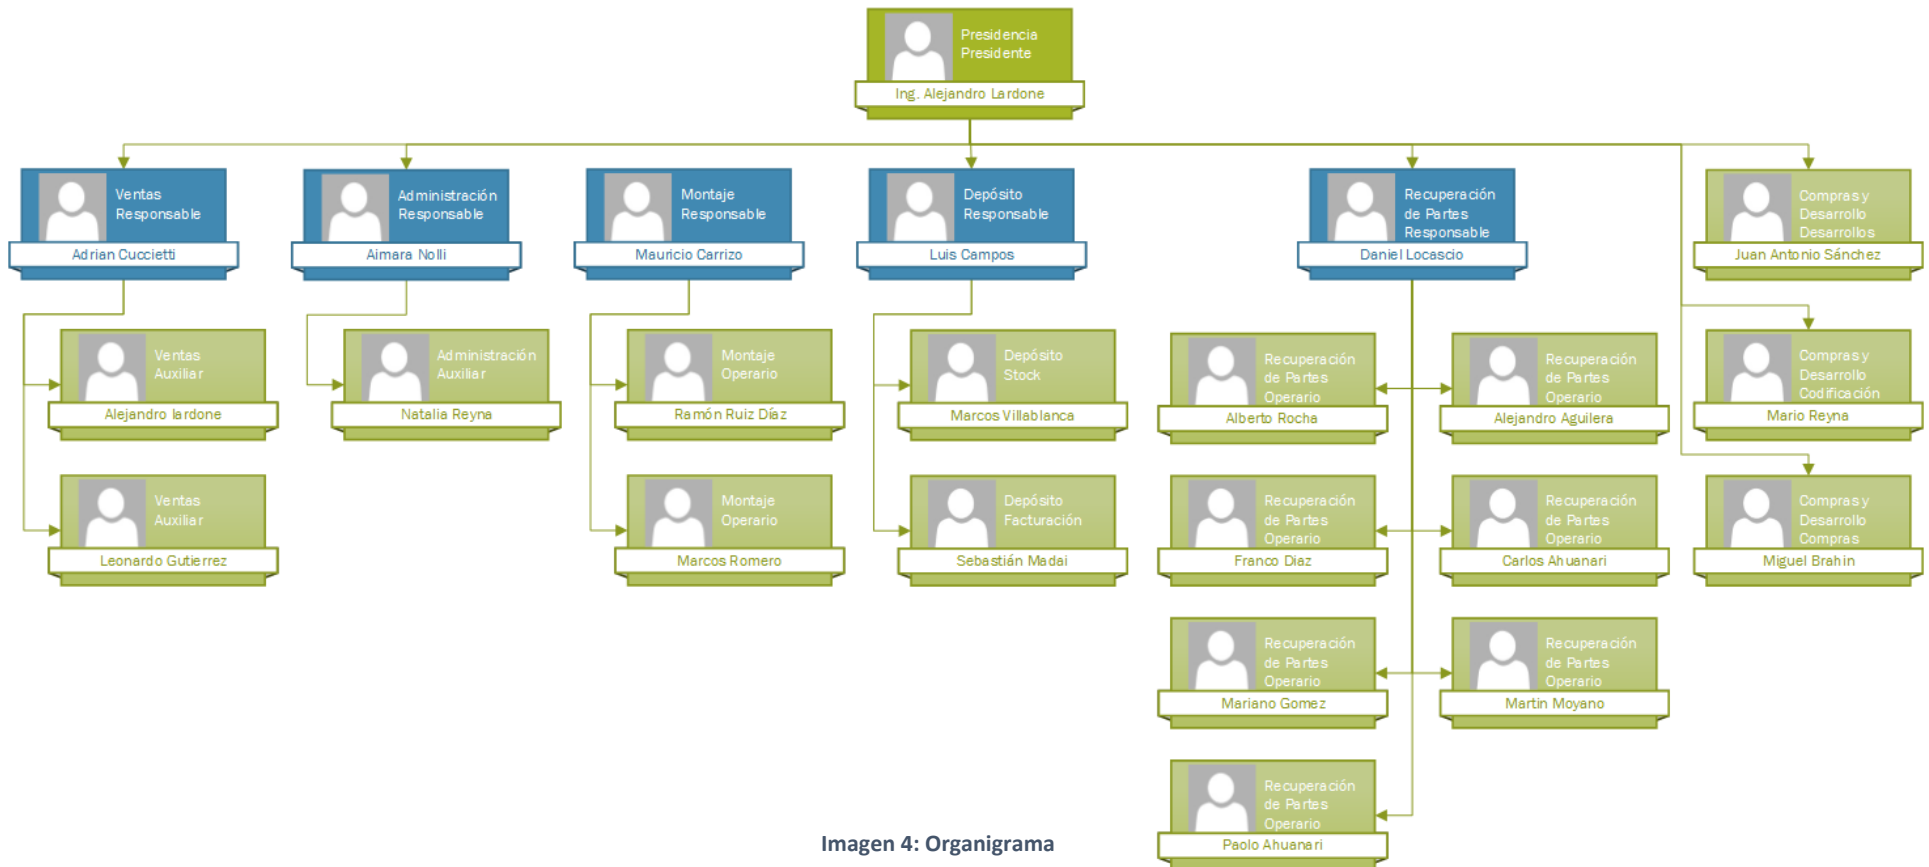 Presidencia
Presidente
Ing. Alejandro Lardone
Ventas
Responsable
Adrian Cuccietti
Administración
Responsable
Aimara Nolli
Montaje
Responsable
Mauricio Carrizo
Depósito
Responsable
Luis Campos
Recuperación
de Partes
Responsable
Daniel Locascio
Compras y
Desarrollo
Desarrollos
Juan Antonio Sánchez
Ventas
Auxiliar
Alejandro lardone
Administración
Auxiliar
Natalia Reyna
Montaje
Operario
Ramón Ruiz Díaz
Depósito
Stock
Marcos Villablanca
Recuperación
de Partes
Operario
Alberto Rocha
Recuperación
de Partes
Operario
Alejandro Aguilera
Compras y
Desarrollo
Codificación
Mario Reyna
Ventas
Auxiliar
Leonardo Gutierrez
Montaje
Operario
Marcos Romero
Depósito
Facturación
Sebastián Madai
Recuperación
de Partes
Operario
Franco Diaz
Recuperación
de Partes
Operario
Carlos Ahuanari
Compras y
Desarrollo
Compras
Miguel Brahin
Recuperación
de Partes
Operario
Mariano Gomez
Recuperación
de Partes
Operario
Martin Moyano
Recuperación
de Partes
Operario
Paolo Ahuanari
Imagen 4: Organigrama